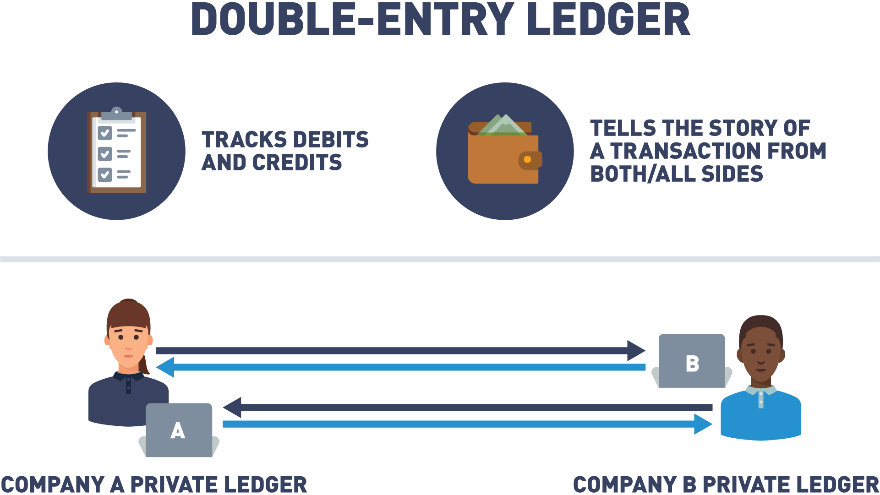 DOUBLE-ENTRY LEDGER
TRACKS DEBITS
AND CREDITS
TELLS THE STORY OF
A TRANSACTION FROM
BOTH/ALL SIDES
B
A
COMPANY A PRIVATE LEDGER
COMPANY B PRIVATE LEDGER